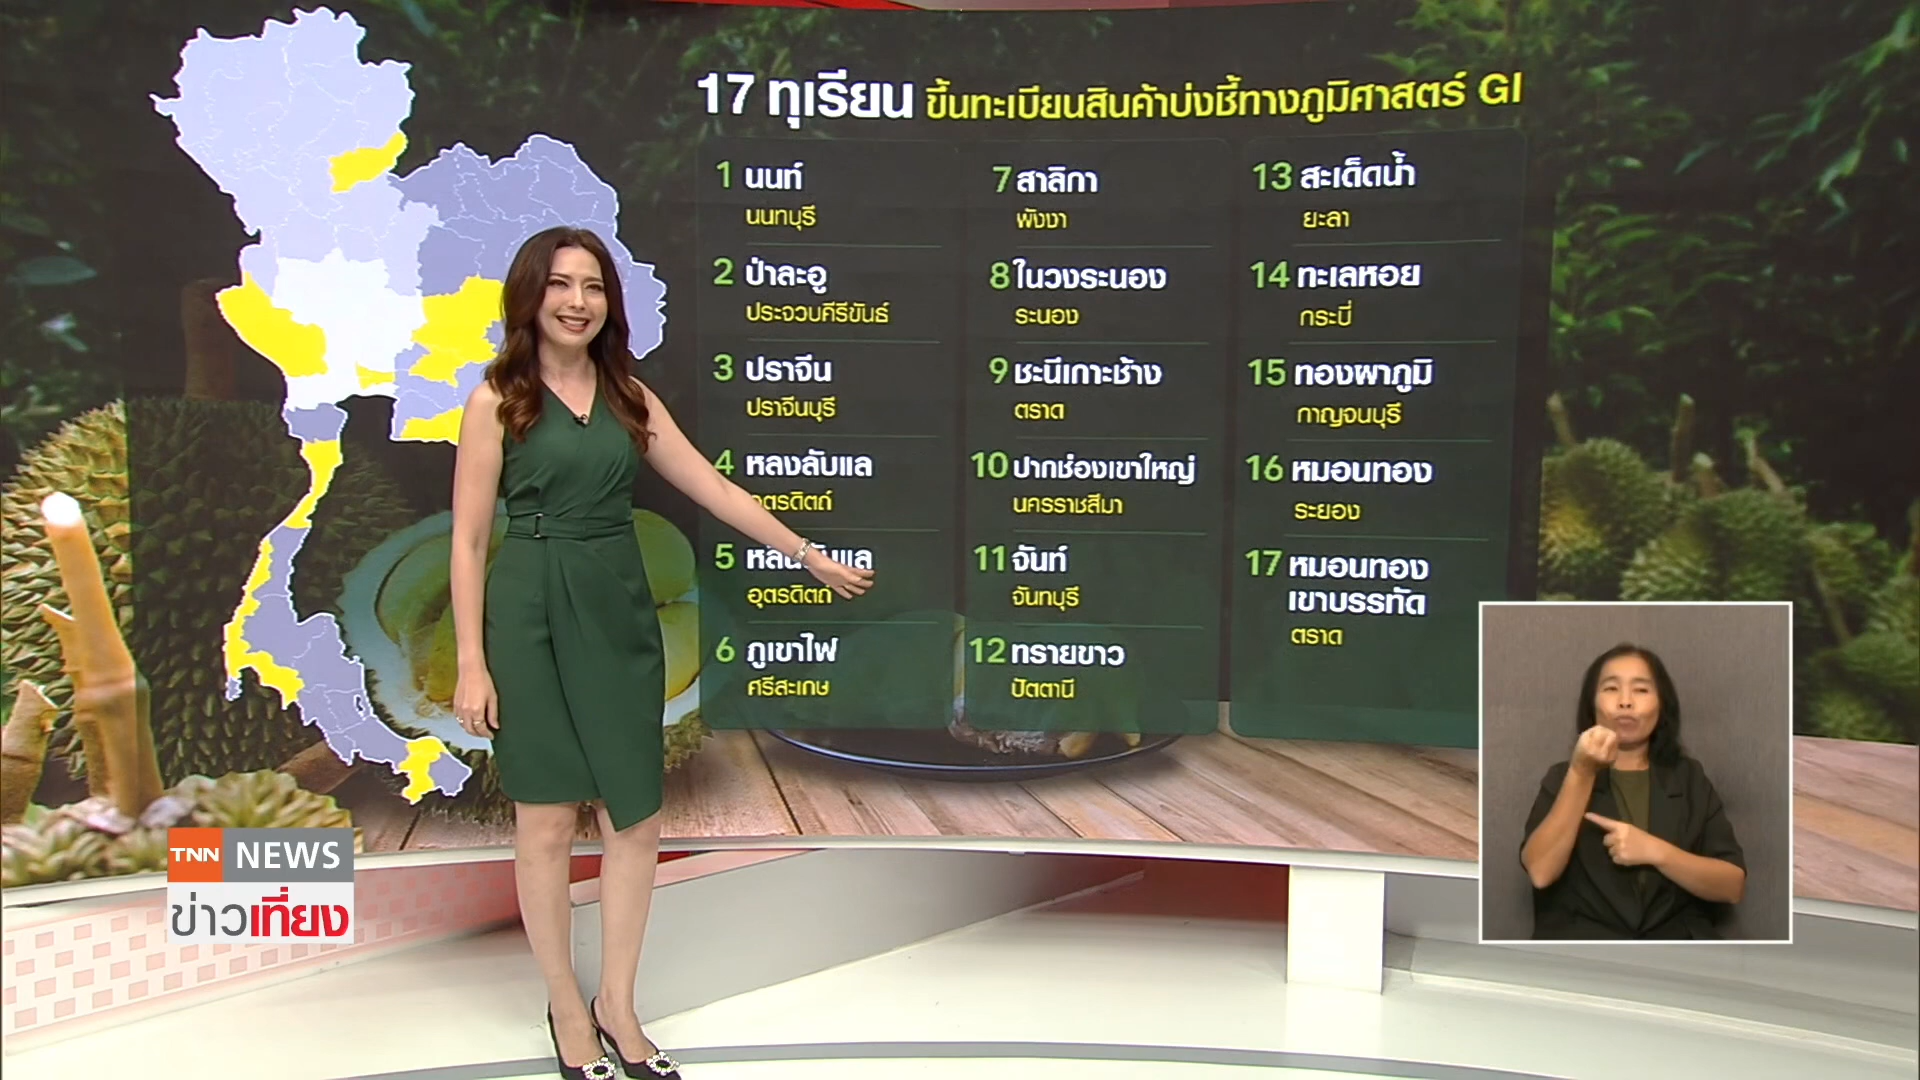 17 ทุเรียน ขึ้นทะเบียนสินค้าบ่งชี้ทางภูมิศาสตร์ GI
1 นนท์
นนทบุรี
2 ป่าละอู
ประจวบคีรีขันธ์
3 ปราจีน
ปราจีนบุรี
4 หลงลับแล
อุตรดิตถ์
5
อุตรดิตถ์
6 ภูเขาไฟ
ศรีสะเกษ
7 สาลิกา
พังงา
8 ในวงระนอง
ระนอง
9 ชะนีเกาะช้าง
ตราด
10 ปากช่องเขาใหญ่
นครราชสีมา
11 จันท์
จันทบุรี
12 ทรายขาว
ปัตตานี
13 สะเด็ดน้ำ
ยะลา
14 ทะเลหอย
กระบี่
15 ทองผาภูมิ
กาญจนบุรี
16 หมอนทอง
ระยอง
17 หมอนทอง
เขาบรรทัด
ตราด
TNN NEWS
ข่าวเที่ยง